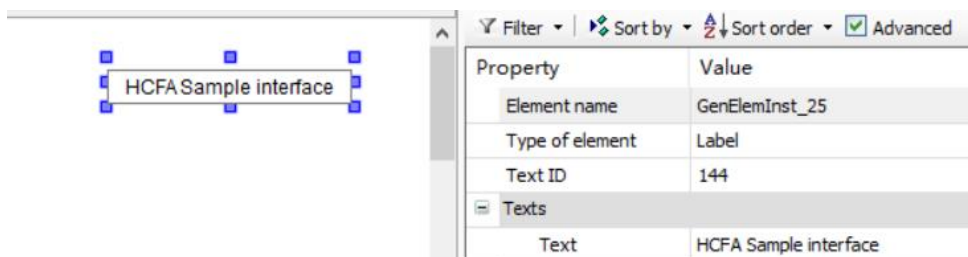 HCFA Sample interface
Filter Sort by Sort order Advanced
Property Value
Element name GenElemInst_25
Type of element Label
Text ID 144
Texts
Text HCFA Sample interface